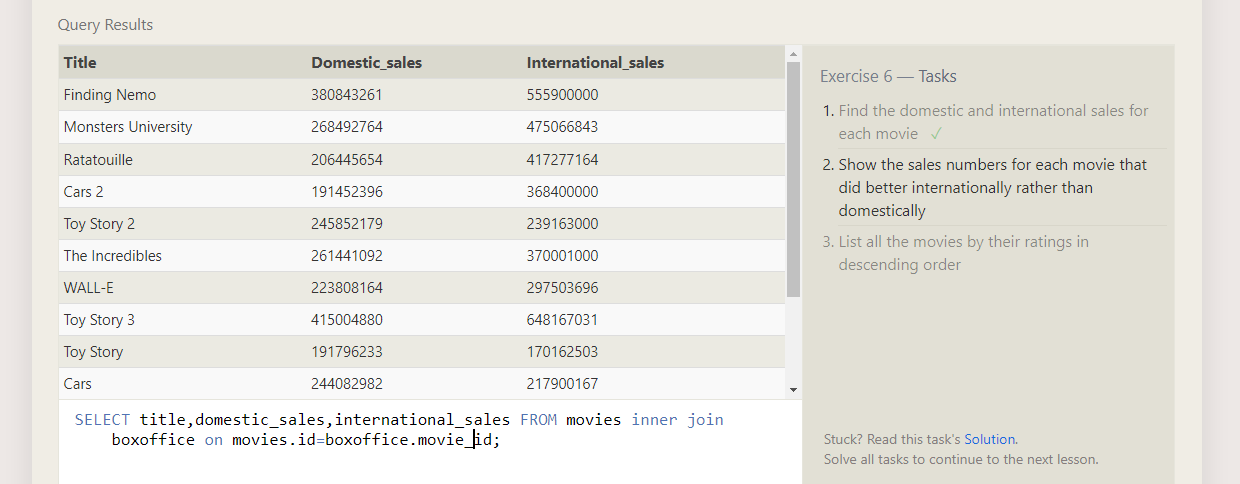 Query Results
Title Domestic_sales International_sales
Finding Nemo 380843261 555900000
Monsters University 268492764 475066843
Ratatouille 206445654 417277164
Cars 2 191452396 368400000
Toy Story 2 245852179 239163000
The Incredibles 261441092 370001000
WALL-E 223808164 297503696
Toy Story 3 415004880 648167031
Toy Story 191796233 170162503
Cars 244082982 217900167
SELECT title,domestic_sales,international_sales FROM movies inner join
boxoffice on movies.id=boxoffice.movie_id;
Exercise 6 — Tasks
1. Find the domestic and international sales for
each movie ✓
2. Show the sales numbers for each movie that
did better internationally rather than
domestically
3. List all the movies by their ratings in
descending order
Stuck? Read this task's Solution.
Solve all tasks to continue to the next lesson.